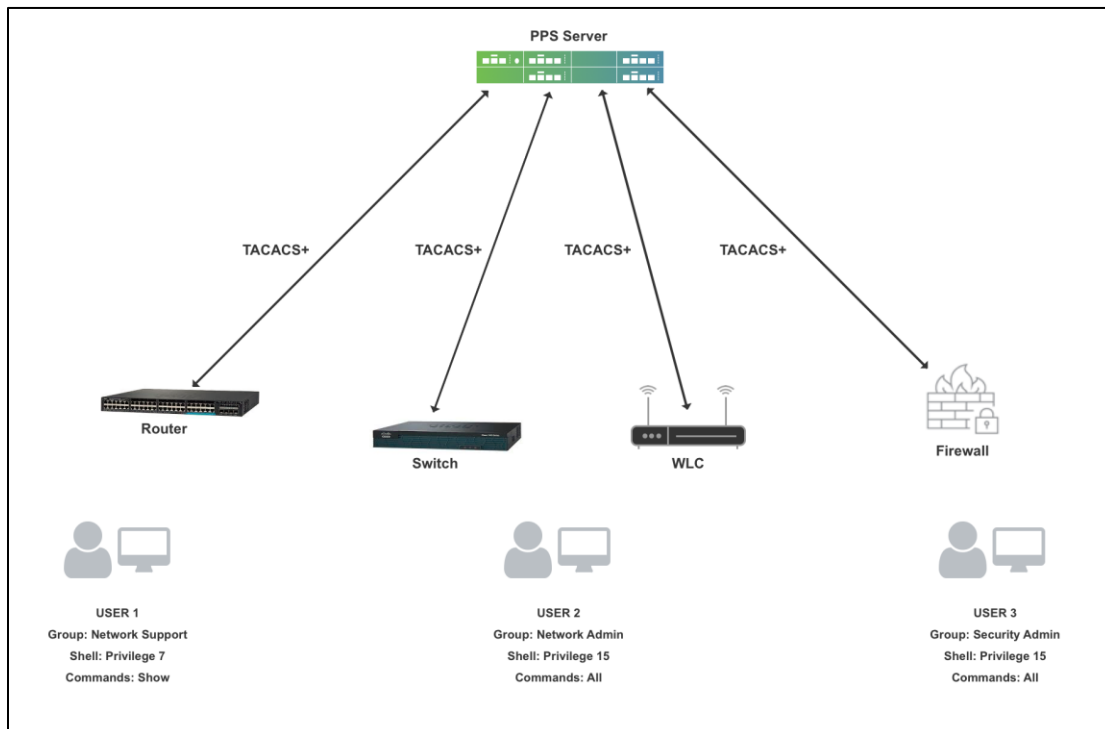 PPS Server
TACACS+
TACACS+
TACACS+
TACACS+
Router
Switch
WLC
Firewall
USER 1
Group: Network Support
Shell: Privilege 7
Commands: Show
USER 2
Group: Network Admin
Shell: Privilege 15
Commands: All
USER 3
Group: Security Admin
Shell: Privilege 15
Commands: All